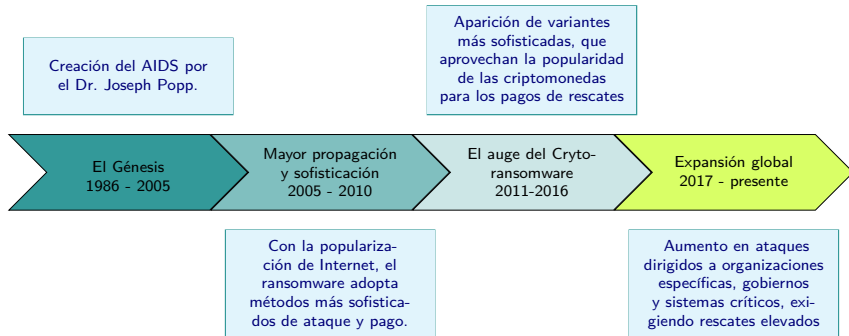 Creación del AIDS por
el Dr. Joseph Popp.
Aparición de variantes
más sofisticadas, que
aprovechan la popularidad
de las criptomonedas
para los pagos de rescates
El Génesis
1986 - 2005
Mayor propagación
y sofisticación
2005 - 2010
El auge del Cryto-
ransomware
2011-2016
Expansión global
2017 - presente
Con la populariza-
ción de Internet, el
ransomware adopta
métodos más sofistica-
dos de ataque y pago.
Aumento en ataques
dirigidos a organizaciones
específicas, gobiernos
y sistemas críticos, exi-
giendo rescates elevados